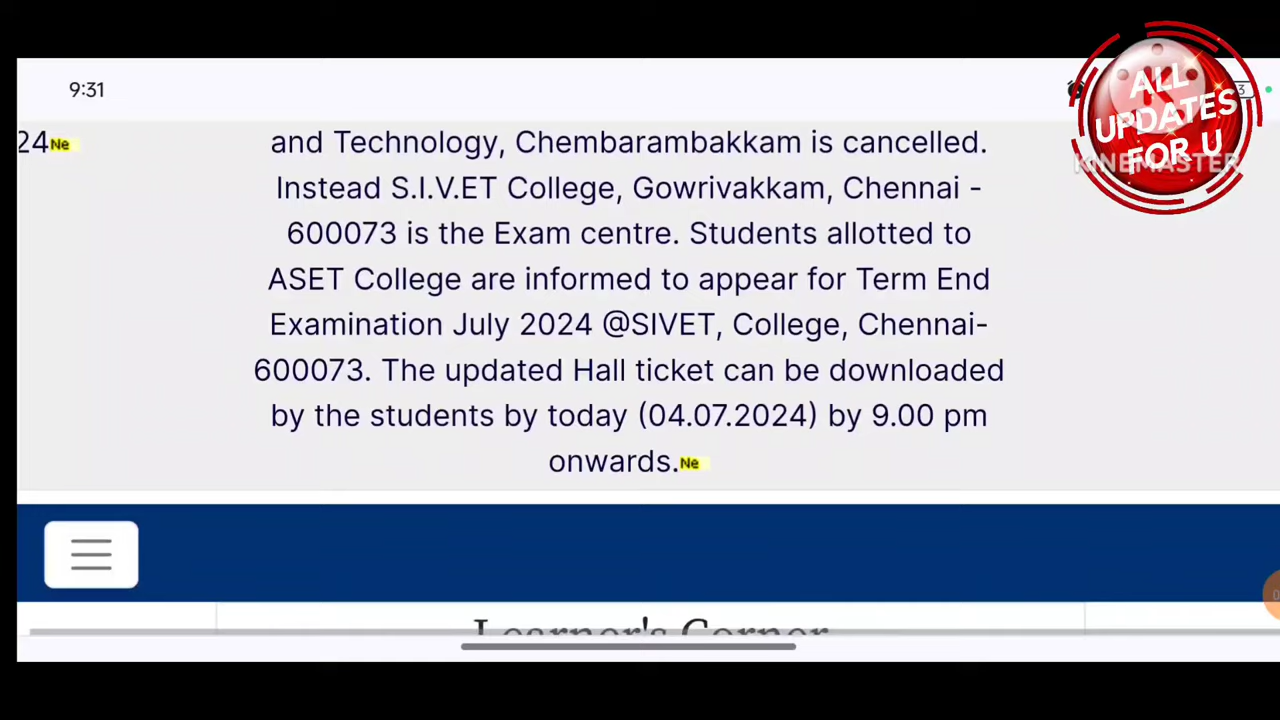 9:31
ALL
UPDATES
FOR U
KINEMASTER
24Ne
and Technology, Chembarambakkam is cancelled.
Instead S.I.V.ET College, Gowrivakkam, Chennai -
600073 is the Exam centre. Students allotted to
ASET College are informed to appear for Term End
Examination July 2024 @SIVET, College, Chennai-
600073. The updated Hall ticket can be downloaded
by the students by today (04.07.2024) by 9.00 pm
onwards.Ne
Learner's Corner